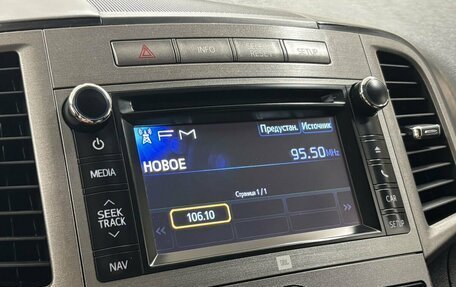 INFO
RESET
SETUP
FM
Предустан. Источник
НОВОЕ
95.50 MHz
MEDIA
Страница 1 / 1
SEEK
TRACK
<< 106.10 >>
CAR
SETUP
NAV
JBL